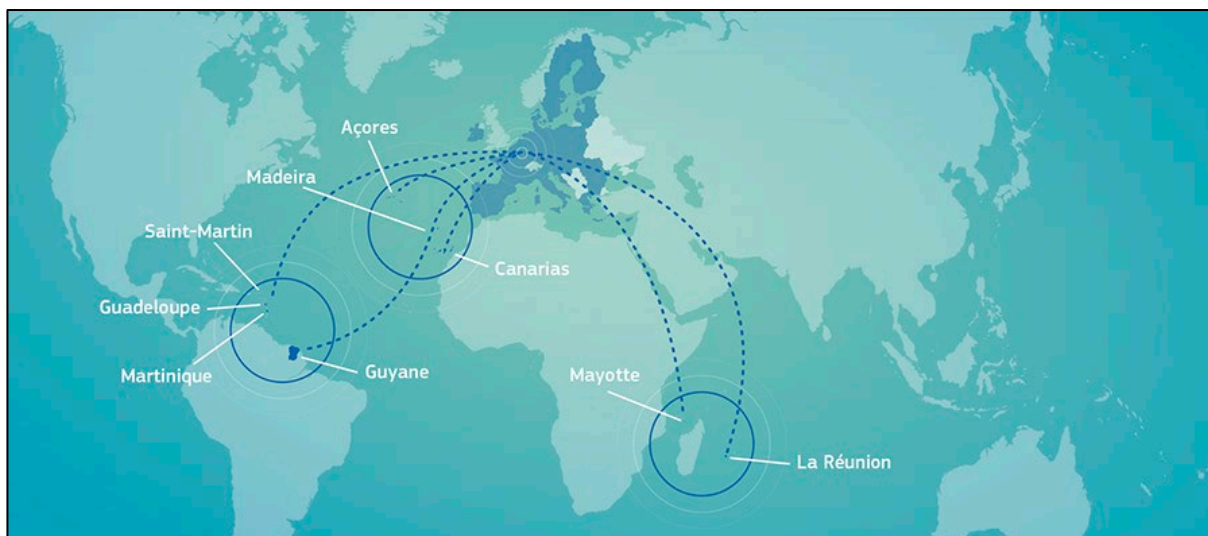 Açores
Madeira
Saint-Martin
Canarias
Guadeloupe
Martinique
Guyane
Mayotte
La Réunion